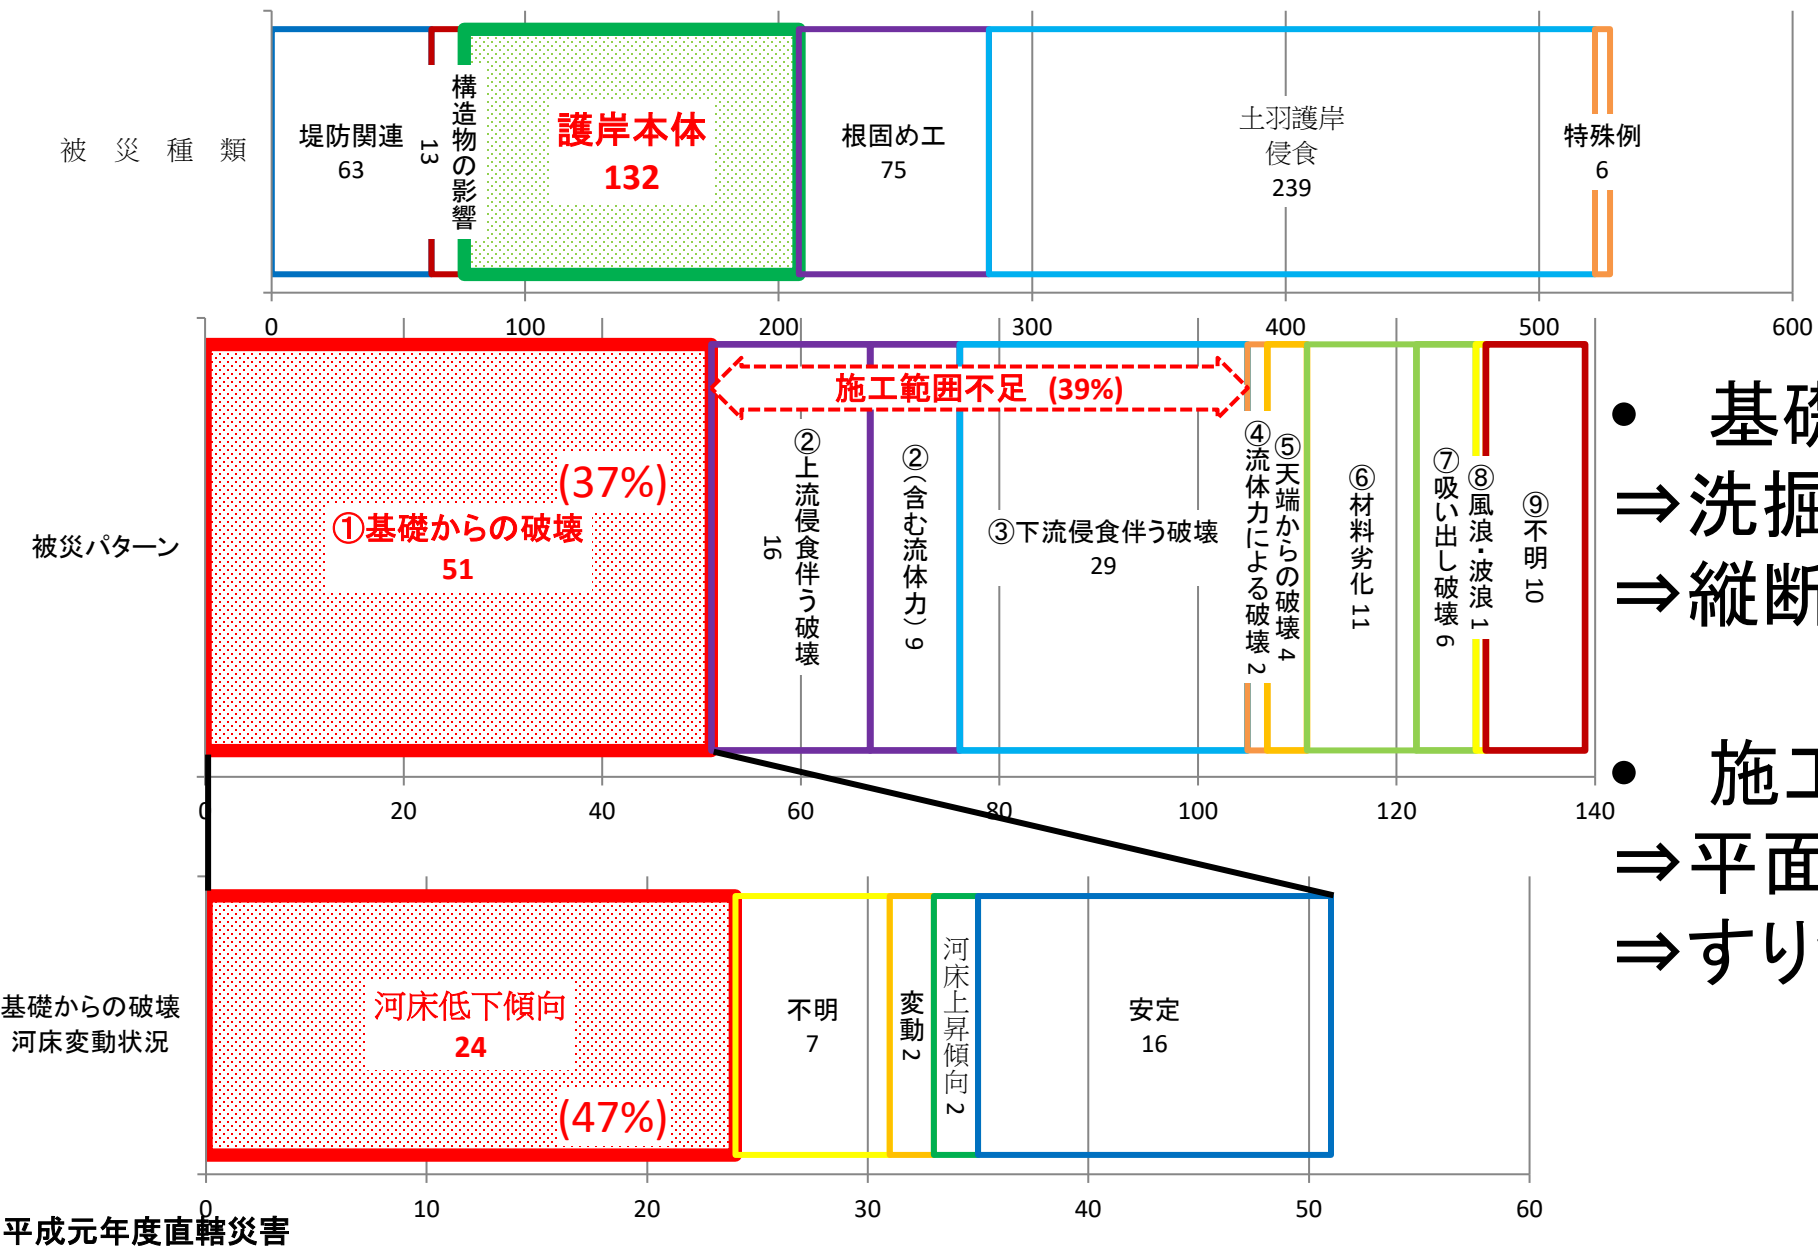 被災種類
堤防関連
63
13
構造物の影響
護岸本体
132
根固め工
75
土羽護岸
侵食
239
特殊例
6
0 100 200 300 400 500 600
被災パターン
施工範囲不足 (39%)
(37%)
①基礎からの破壊
51
②上流侵食伴う破壊
16
②(含む流体力) 9
③下流侵食伴う破壊
29
④流体力による破壊 2
⑤天端からの破壊 4
⑥材料劣化 11
⑦吸い出し破壊 6
⑧風浪・波浪 1
⑨不明 10
0 20 40 60 80 100 120 140
基礎からの破壊
河床変動状況
河床低下傾向
24
(47%)
不明
7
変動 2
河床上昇傾向 2
安定
16
0 10 20 30 40 50 60
平成元年度直轄災害
• 基礎
⇒洗掘
⇒縦断
• 施工
⇒平面
⇒すり